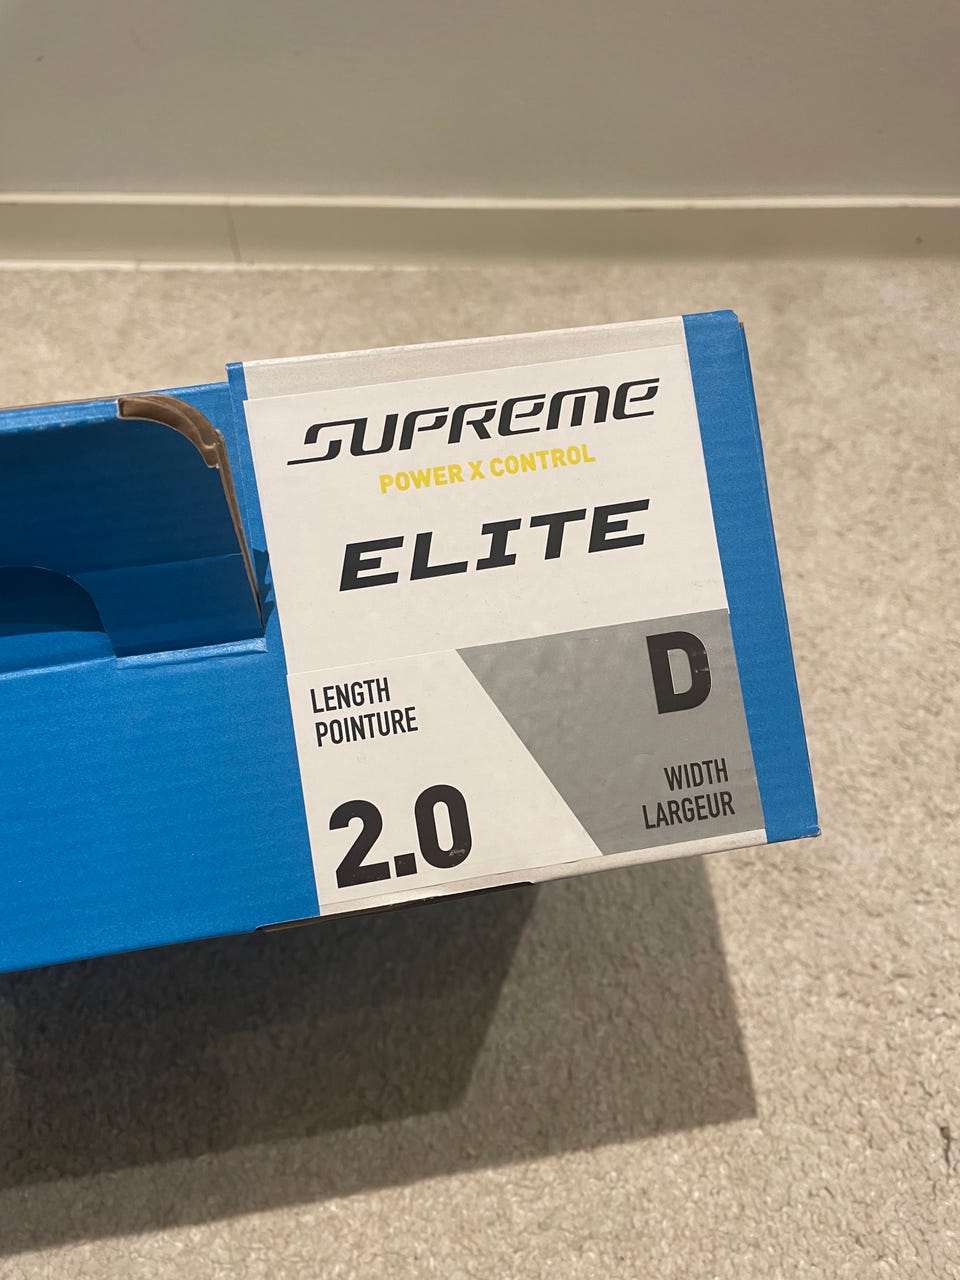 SUPREME
POWER X CONTROL
ELITE
LENGTH
POINTURE
2.0
D
WIDTH
LARGEUR